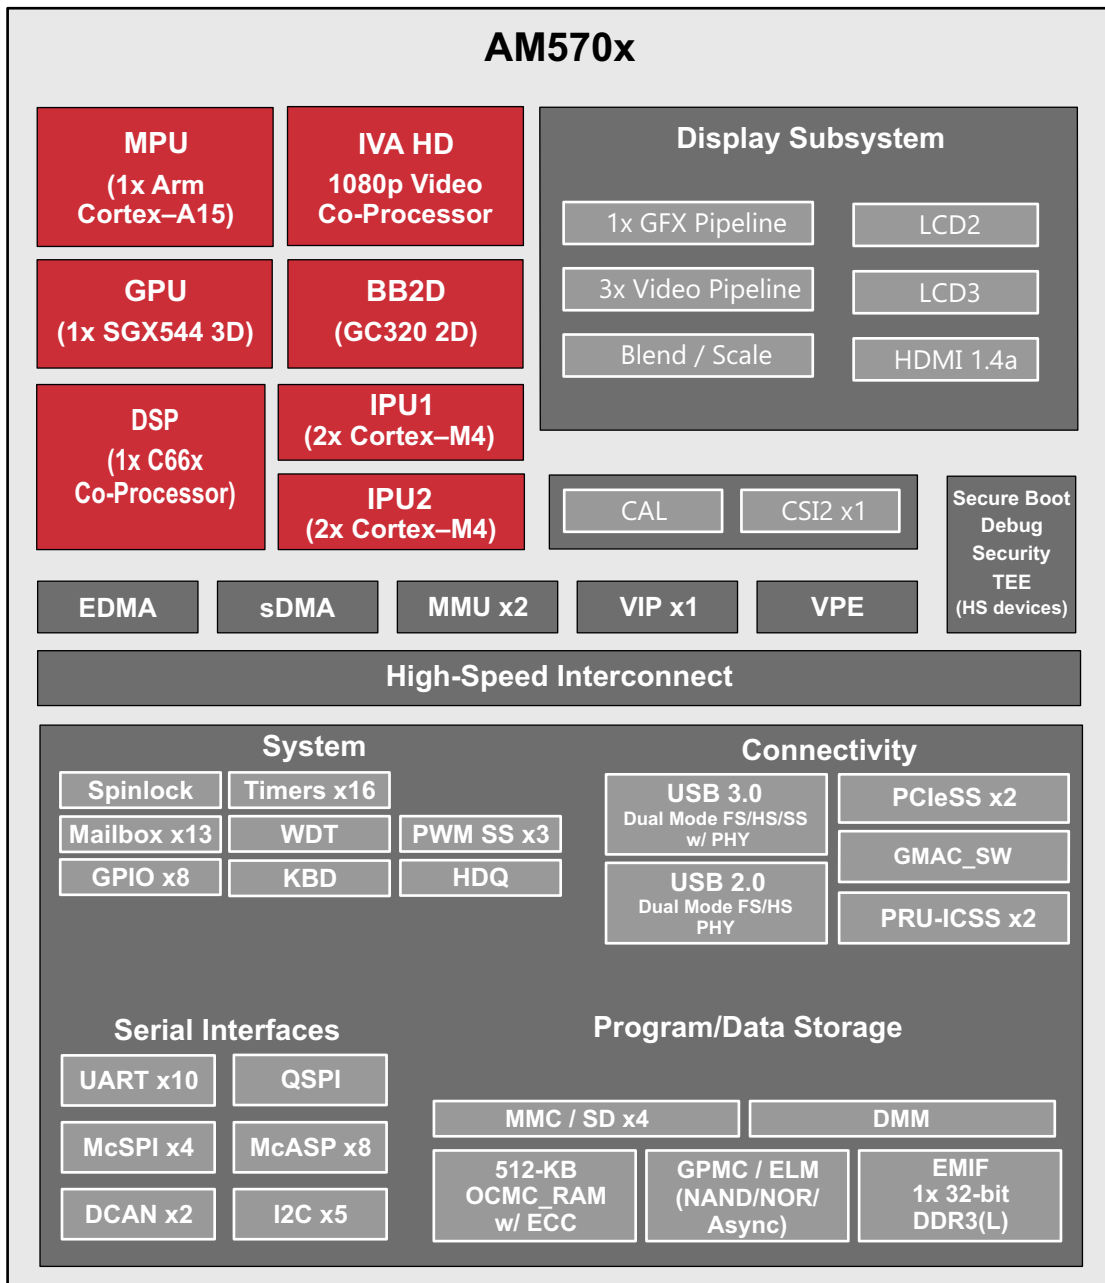 AM570x
MPU
(1x Arm
Cortex–A15)
IVA HD
1080p Video
Co-Processor
GPU
(1x SGX544 3D)
BB2D
(GC320 2D)
DSP
(1x C66x
Co-Processor)
IPU1
(2x Cortex–M4)
IPU2
(2x Cortex–M4)
Display Subsystem
1x GFX Pipeline
LCD2
3x Video Pipeline
LCD3
Blend / Scale
HDMI 1.4a
CAL
CSI2 x1
Secure Boot
Debug
Security
TEE
(HS devices)
EDMA
sDMA
MMU x2
VIP x1
VPE
High-Speed Interconnect
System
Spinlock
Timers x16
Mailbox x13
WDT
PWM SS x3
GPIO x8
KBD
HDQ
Connectivity
USB 3.0
Dual Mode FS/HS/SS
w/ PHY
PCIeSS x2
GMAC_SW
USB 2.0
Dual Mode FS/HS
PHY
PRU-ICSS x2
Serial Interfaces
UART x10
QSPI
McSPI x4
McASP x8
DCAN x2
I2C x5
Program/Data Storage
MMC / SD x4
DMM
512-KB
OCMC_RAM
w/ ECC
GPMC / ELM
(NAND/NOR/
Async)
EMIF
1x 32-bit
DDR3(L)